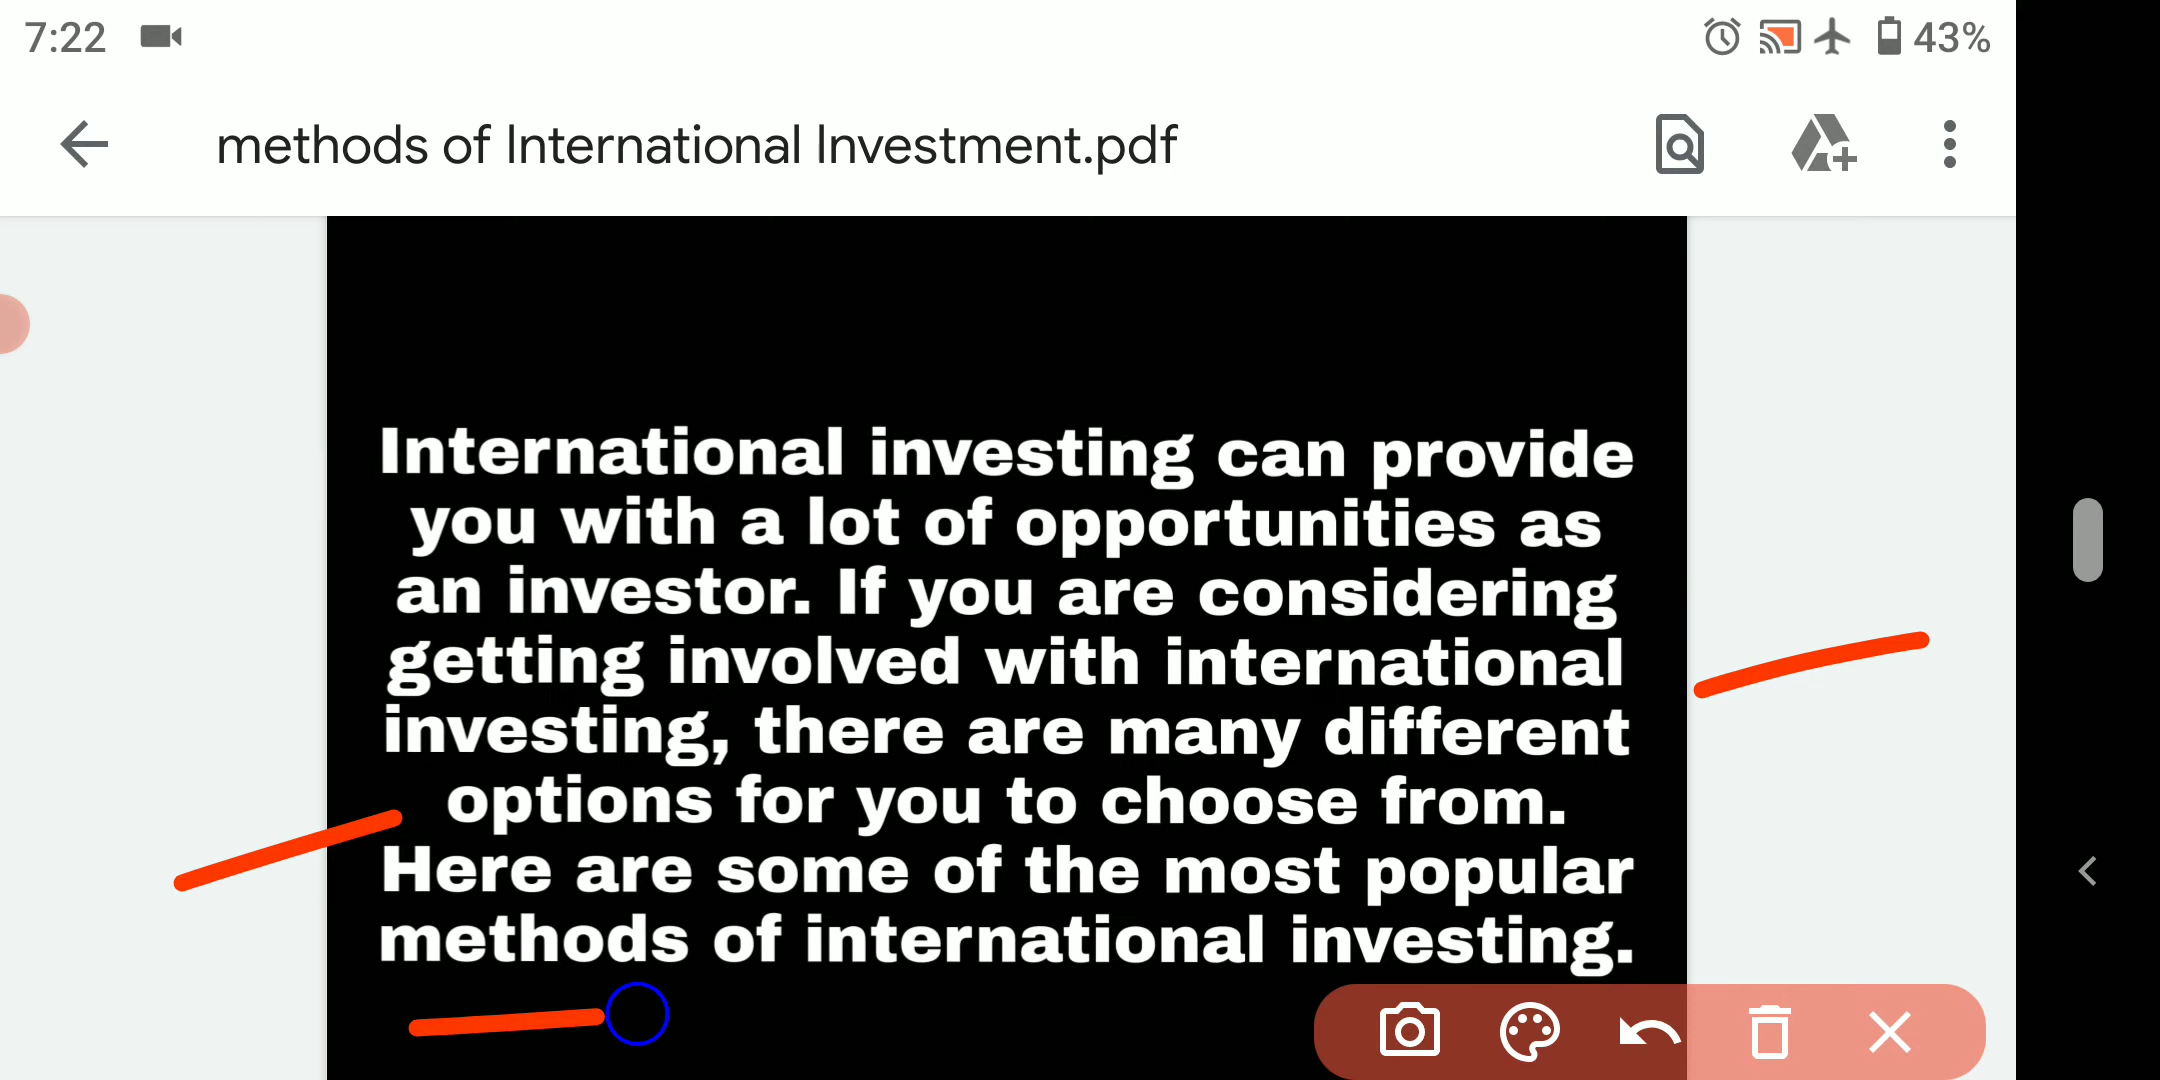 7:22 43%
methods of International Investment.pdf
International investing can provide
you with a lot of opportunities as
an investor. If you are considering
getting involved with international
investing, there are many different
options for you to choose from.
Here are some of the most popular
methods of international investing.